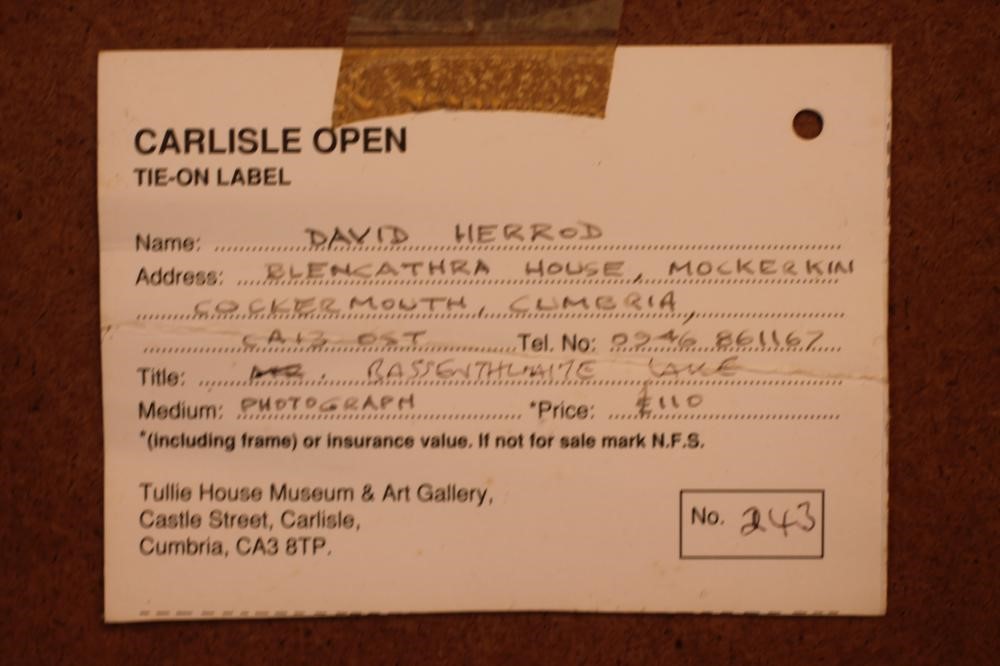 CARLISLE OPEN
TIE-ON LABEL
Name: DAVID HERROD
Address: BLENCATHRA HOUSE, MOCKERKIN
COCKERMOUTH, CUMBRIA,
CA13 0ST Tel. No: 0946 861167
Title: BASSENTHWAITE LAKE
Medium: PHOTOGRAPH *Price: £110
*(including frame) or insurance value. If not for sale mark N.F.S.
Tullie House Museum & Art Gallery,
Castle Street, Carlisle,
Cumbria, CA3 8TP.
No. 243